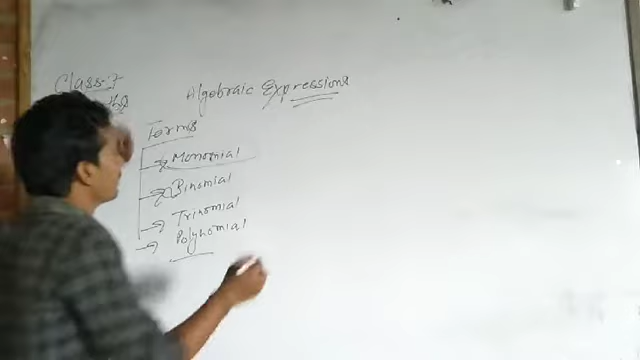 Class:7
Algebraic Expressions
Terms
Monomial
Binomial
Trinomial
Polynomial